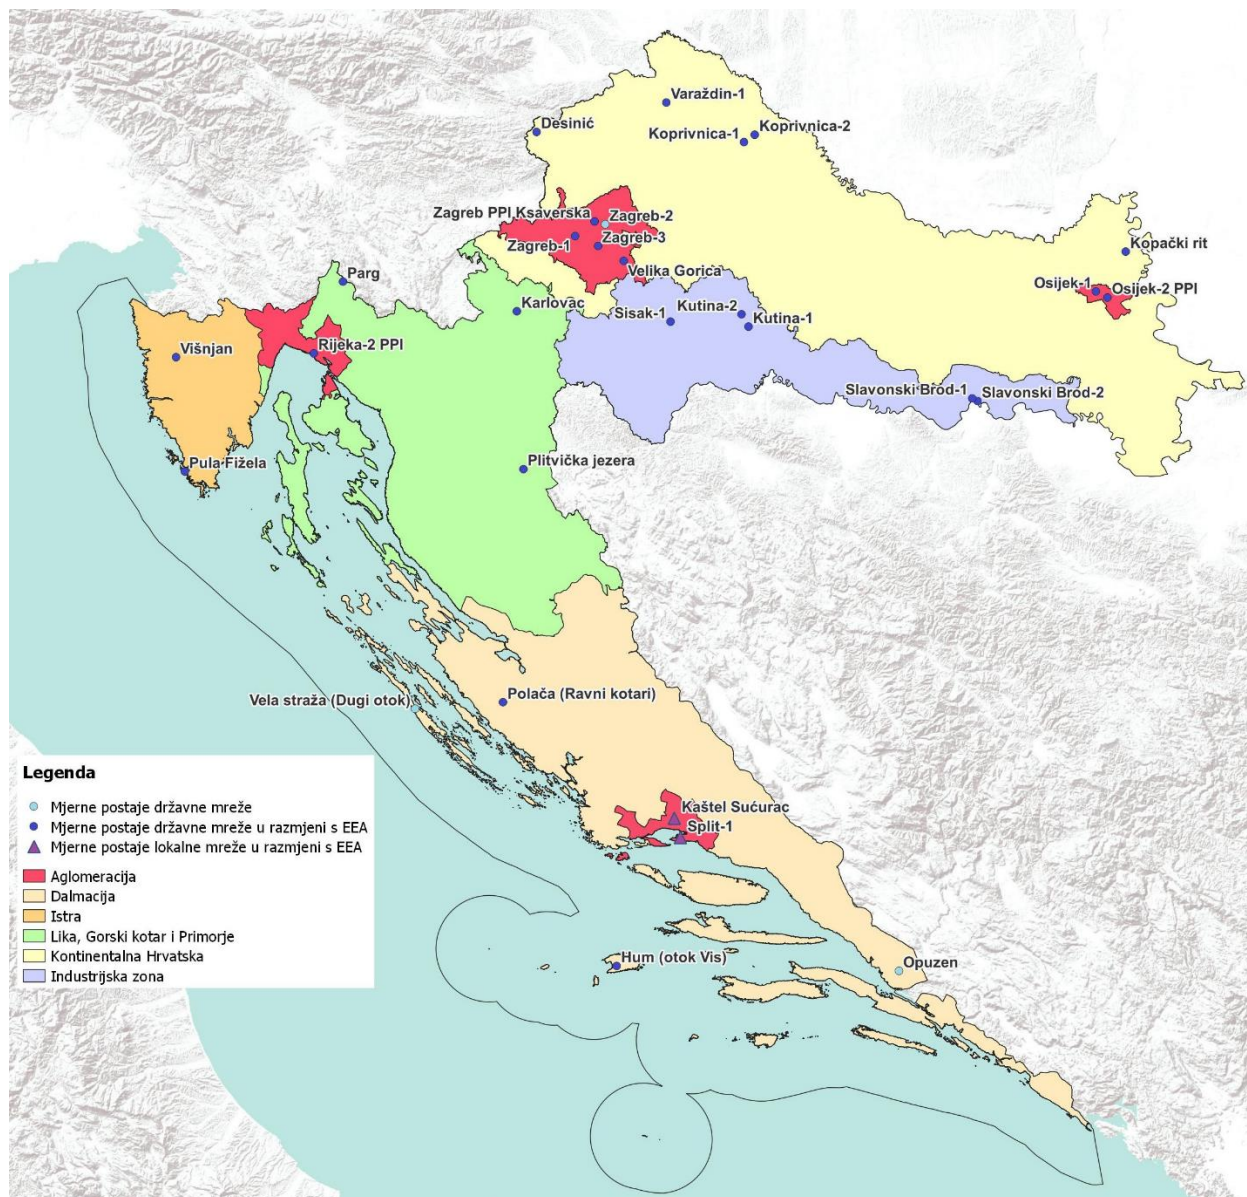 Varaždin-1
Desinić
Koprivnica-1
Koprivnica-2
Zagreb PPI Ksaverska
Zagreb-2
Zagreb-1
Zagreb-3
Kopački rit
Velika Gorica
Parg
Osijek-1
Osijek-2 PPI
Karlovac
Kutina-2
Sisak-1
Kutina-1
Rijeka-2 PPI
Višnjan
Slavonski Brod-1
Slavonski Brod-2
Pula Fižela
Plitvička jezera
Polača (Ravni kotari)
Vela straža (Dugi otok)
Legenda
Mjerne postaje državne mreže
Mjerne postaje državne mreže u razmjeni s EEA
Mjerne postaje lokalne mreže u razmjeni s EEA
Aglomeracija
Dalmacija
Istra
Lika, Gorski kotar i Primorje
Kontinentalna Hrvatska
Industrijska zona
Kaštel Sućurac
Split-1
Hum (otok Vis)
Opuzen